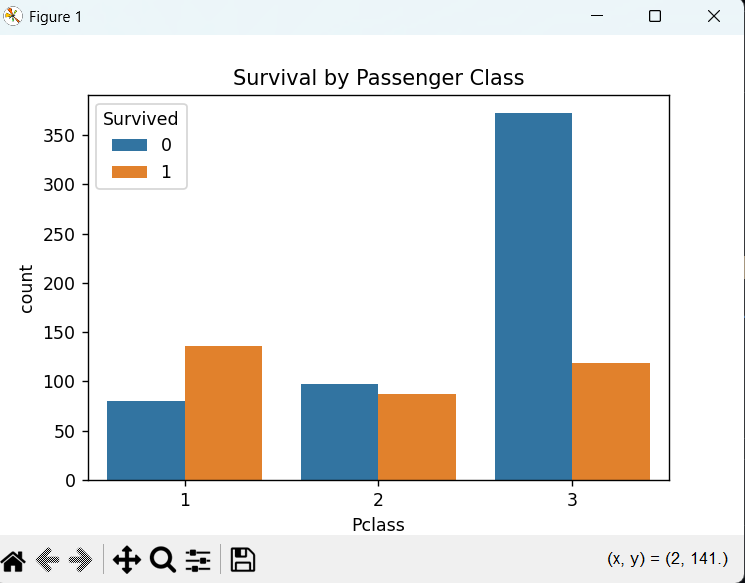 Figure 1
Survival by Passenger Class
Survived
0
1
350
300
250
200
150
100
50
0
count
1 2 3
Pclass
(x, y) = (2, 141.)